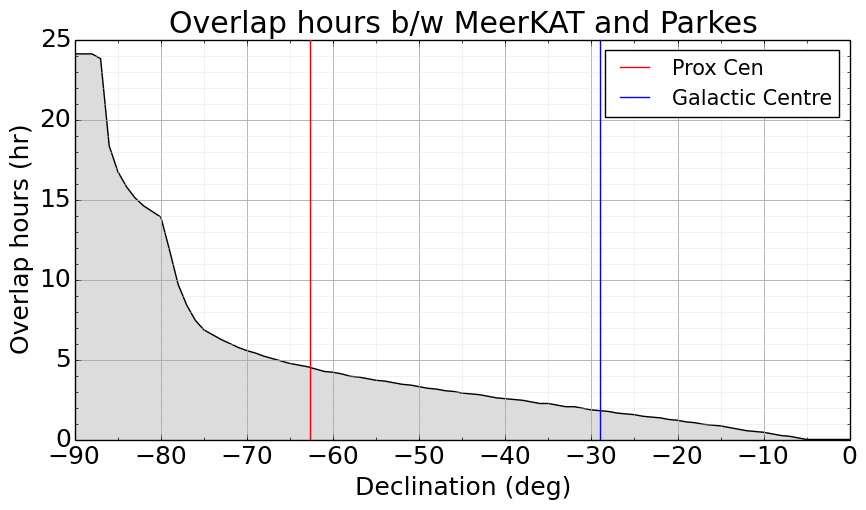 Overlap hours b/w MeerKAT and Parkes
25
20
15
10
5
0
Overlap hours (hr)
Prox Cen
Galactic Centre
−90 −80 −70 −60 −50 −40 −30 −20 −10 0
Declination (deg)